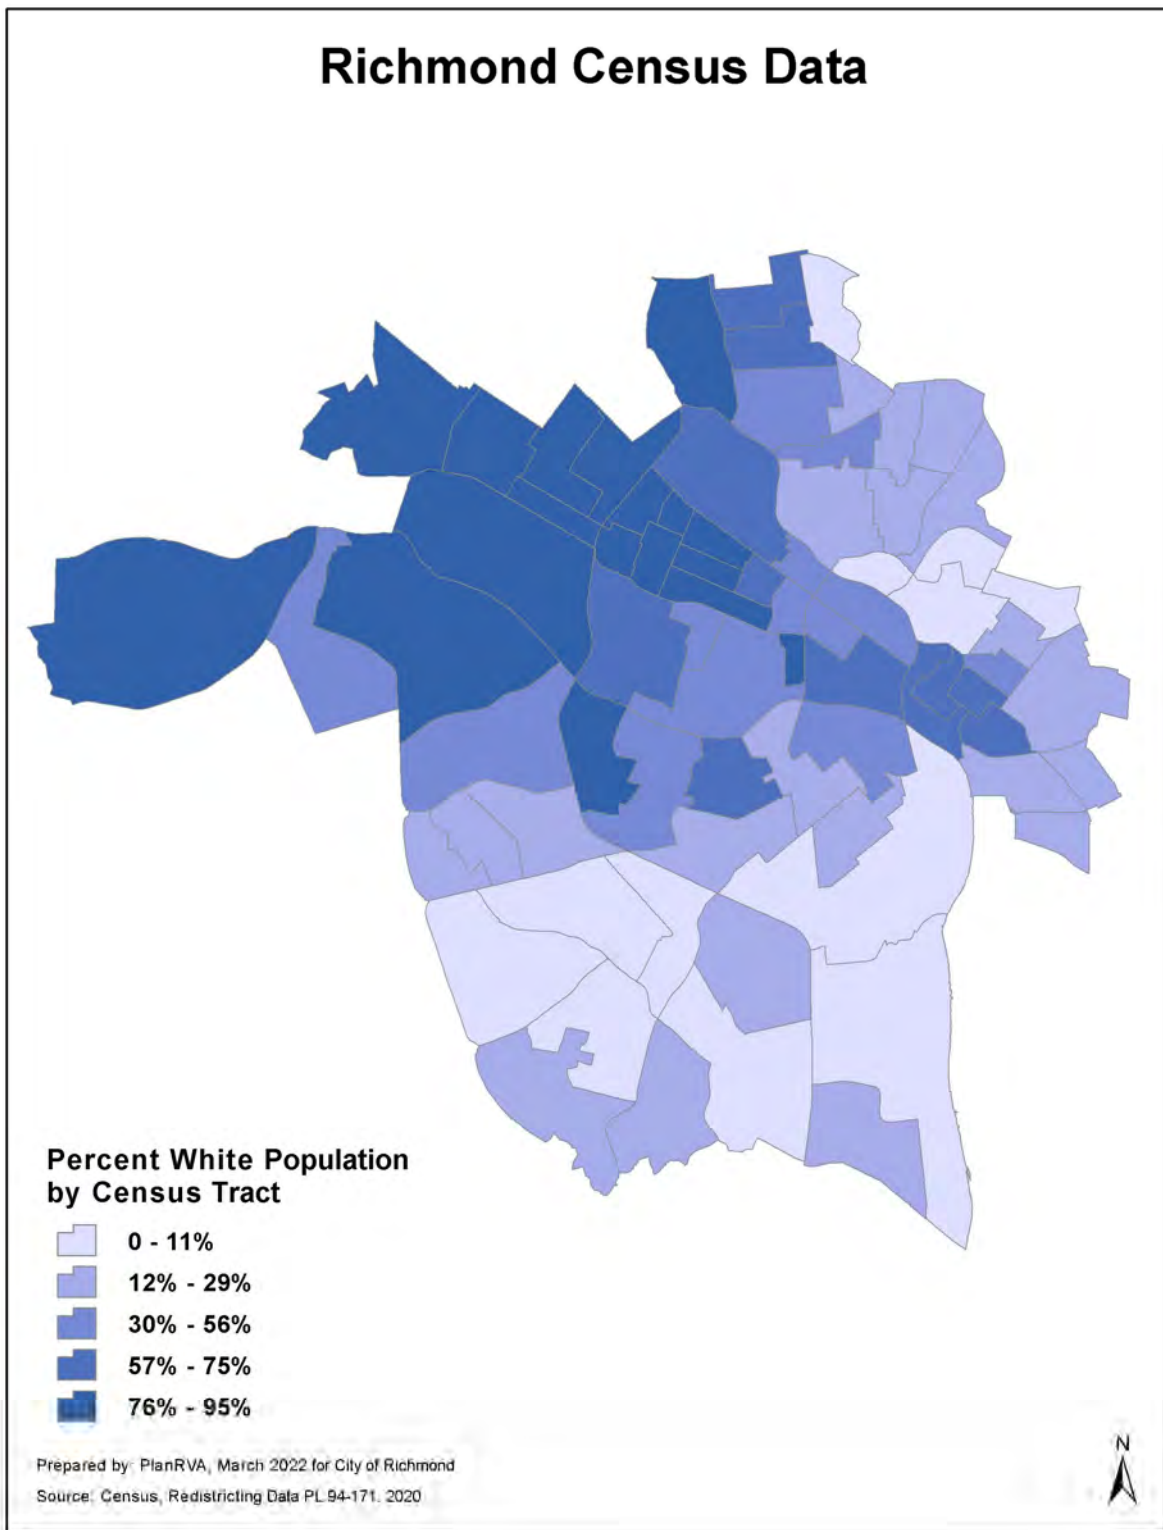 Richmond Census Data
Percent White Population
by Census Tract
0 - 11%
12% - 29%
30% - 56%
57% - 75%
76% - 95%
Prepared by: PlanRVA, March 2022 for City of Richmond
Source: Census, Redistricting Data PL 94-171, 2020
N